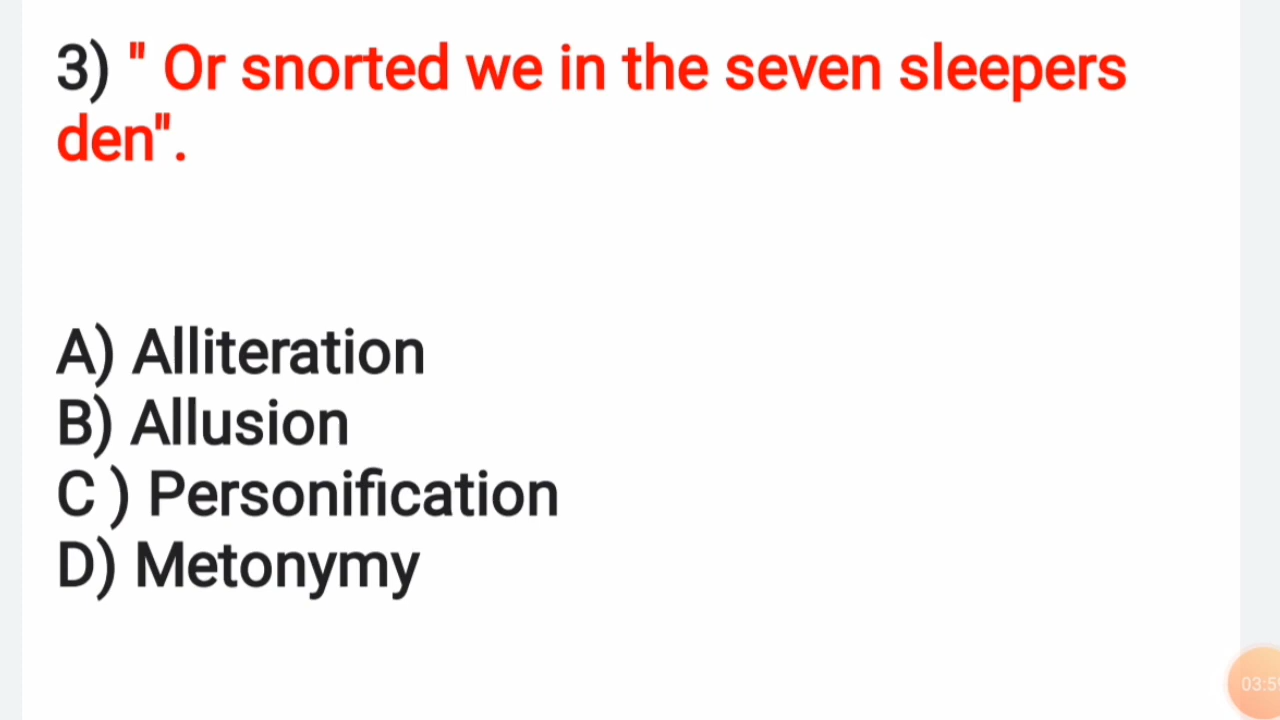 3) " Or snorted we in the seven sleepers
den".
A) Alliteration
B) Allusion
C ) Personification
D) Metonymy